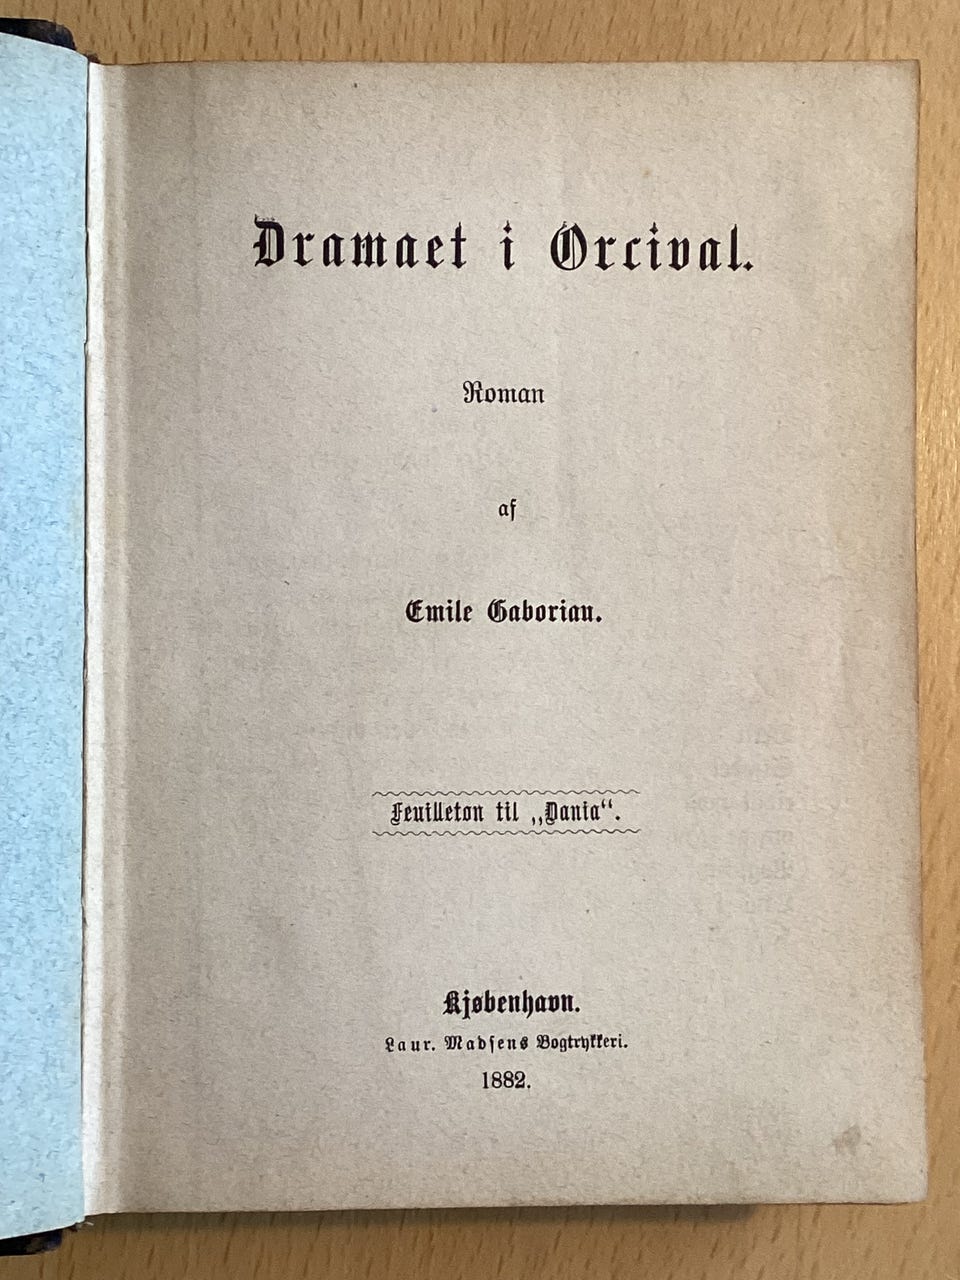 Dramaet i Orcival.
Roman
af
Emile Gaboriau.
Feuilleton til „Dania“.
Kjøbenhavn.
Laur. Madsens Bogtrykkeri.
1882.